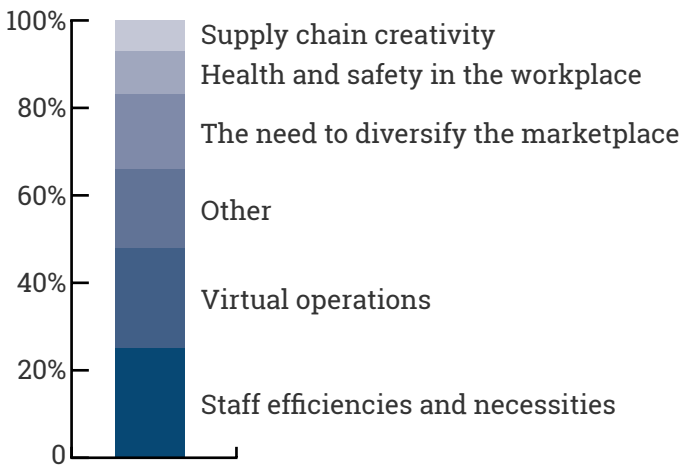 100%
Supply chain creativity
Health and safety in the workplace
80%
The need to diversify the marketplace
60%
Other
40%
Virtual operations
20%
Staff efficiencies and necessities
0